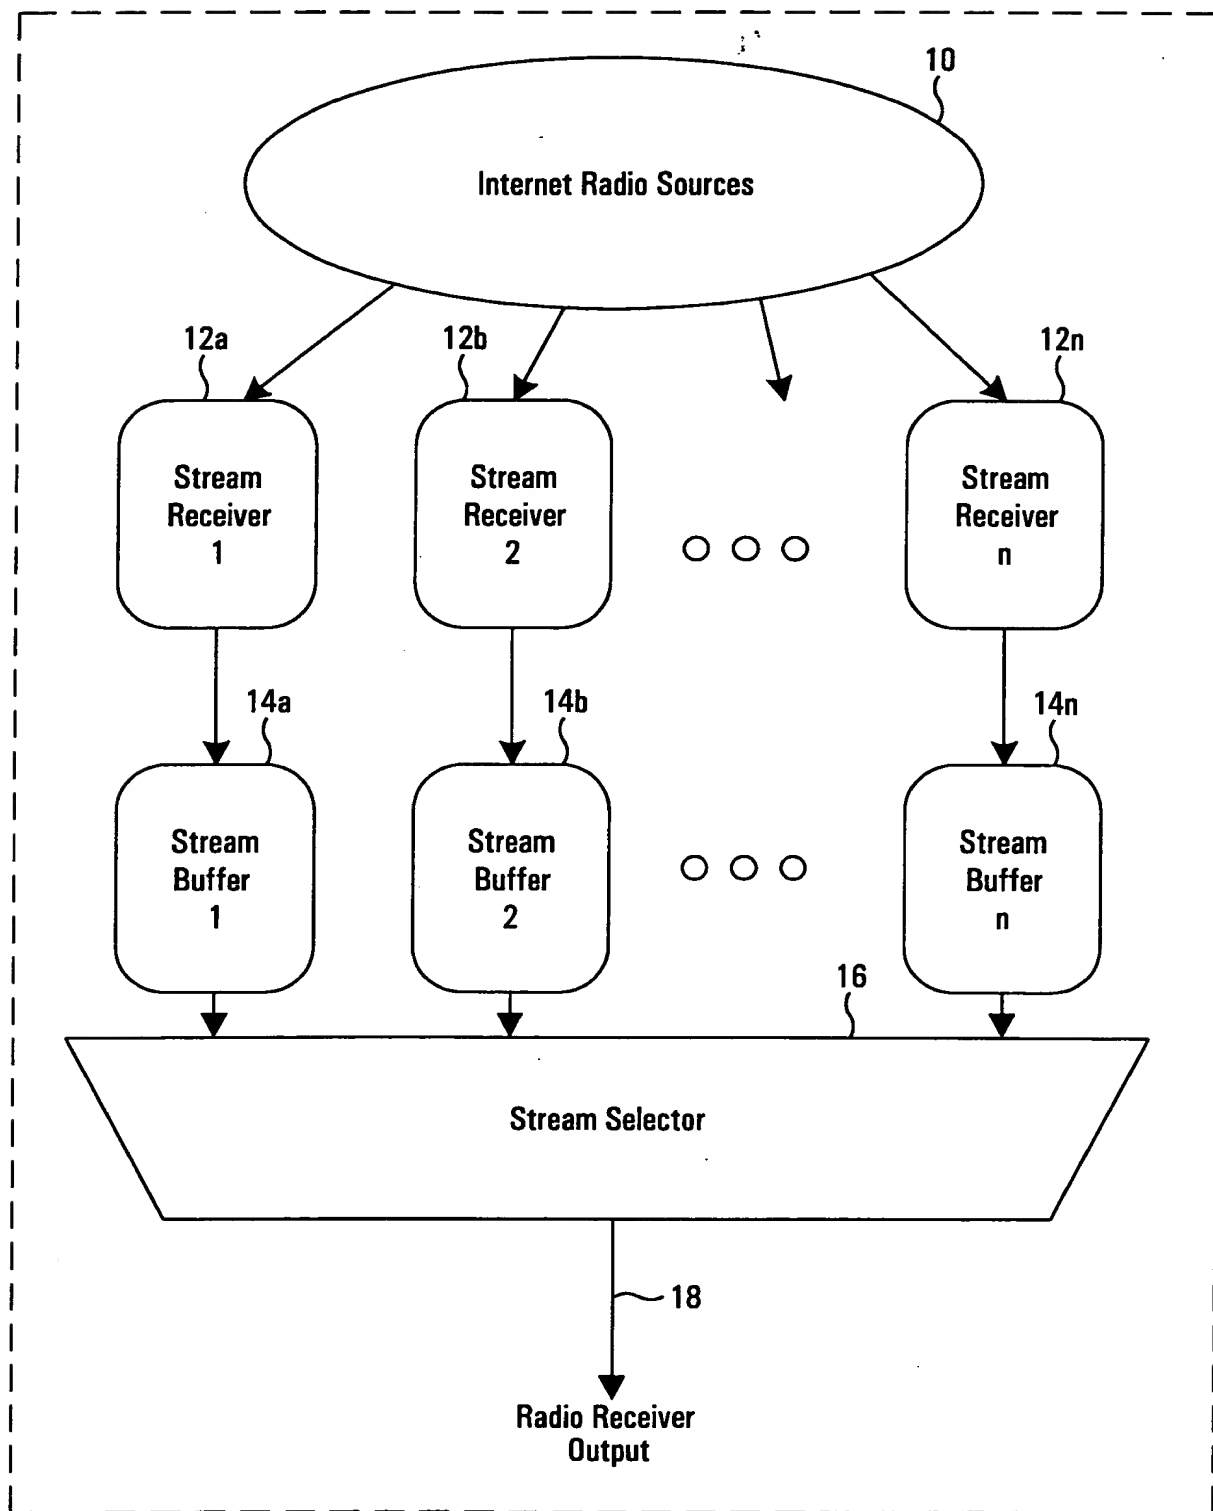 10
Internet Radio Sources
12a
12b
12n
Stream
Receiver
1
Stream
Receiver
2
Stream
Receiver
n
14a
14b
14n
Stream
Buffer
1
Stream
Buffer
2
Stream
Buffer
n
16
Stream Selector
18
Radio Receiver
Output